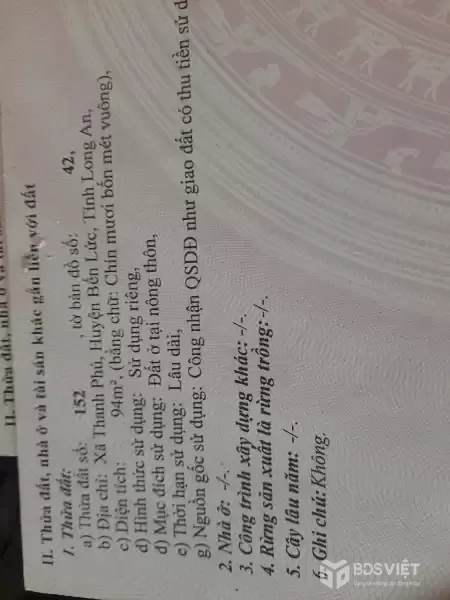 II. Thửa đất, nhà ở và tài sản khác gắn liền với đất
1. Thửa đất:
a) Thửa đất số: 152 , tờ bản đồ số: 42,
b) Địa chỉ: Xã Thạnh Phú, Huyện Bến Lức, Tỉnh Long An,
c) Diện tích: 94m², (bằng chữ: Chín mươi bốn mét vuông),
d) Hình thức sử dụng: Sử dụng riêng,
đ) Mục đích sử dụng: Đất ở tại nông thôn,
e) Thời hạn sử dụng: Lâu dài,
g) Nguồn gốc sử dụng: Công nhận QSDĐ như giao đất có thu tiền sử d
2. Nhà ở: -/-.
3. Công trình xây dựng khác: -/-.
4. Rừng sản xuất là rừng trồng: -/-.
5. Cây lâu năm: -/-.
6. Ghi chú: Không.
BDSVIỆT